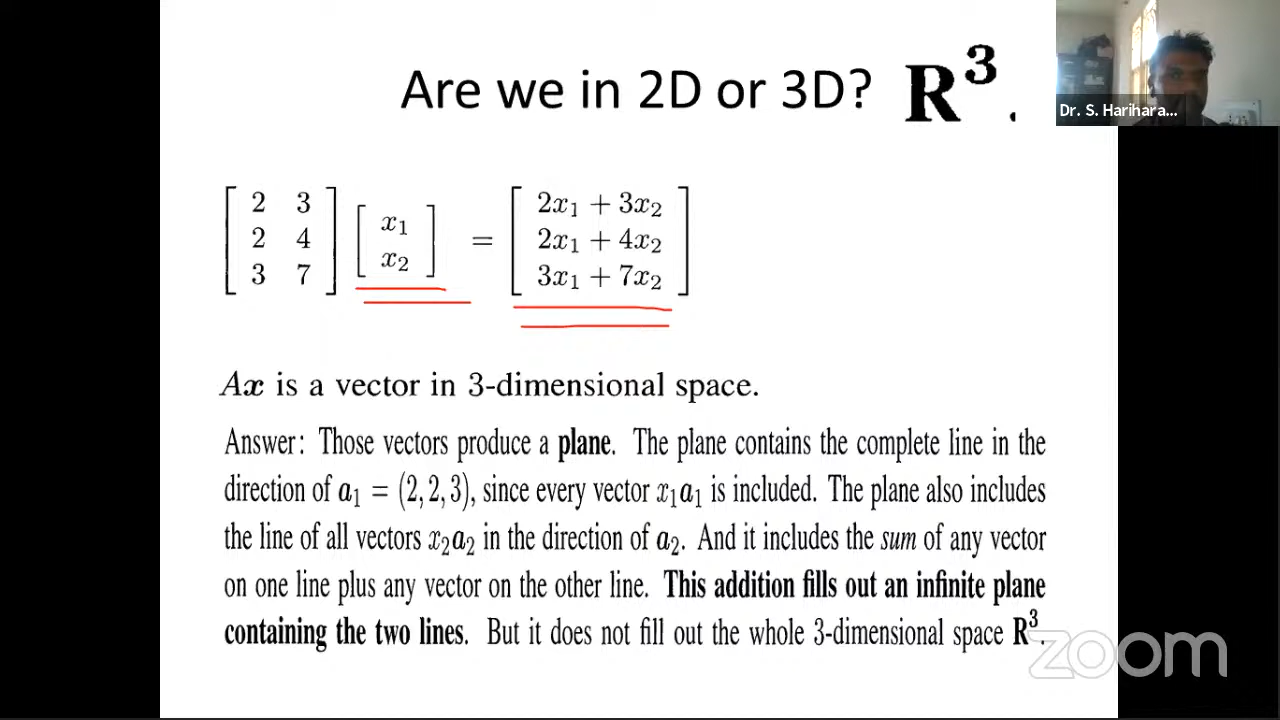 Are we in 2D or 3D? R³.
Dr. S. Harihara...
[ 2 3 ; 2 4 ; 3 7 ] [ x₁ ; x₂ ] = [ 2x₁ + 3x₂ ; 2x₁ + 4x₂ ; 3x₁ + 7x₂ ]
Ax is a vector in 3-dimensional space.
Answer: Those vectors produce a plane. The plane contains the complete line in the
direction of a₁ = (2, 2, 3), since every vector x₁a₁ is included. The plane also includes
the line of all vectors x₂a₂ in the direction of a₂. And it includes the sum of any vector
on one line plus any vector on the other line. This addition fills out an infinite plane
containing the two lines. But it does not fill out the whole 3-dimensional space R³.
zoom